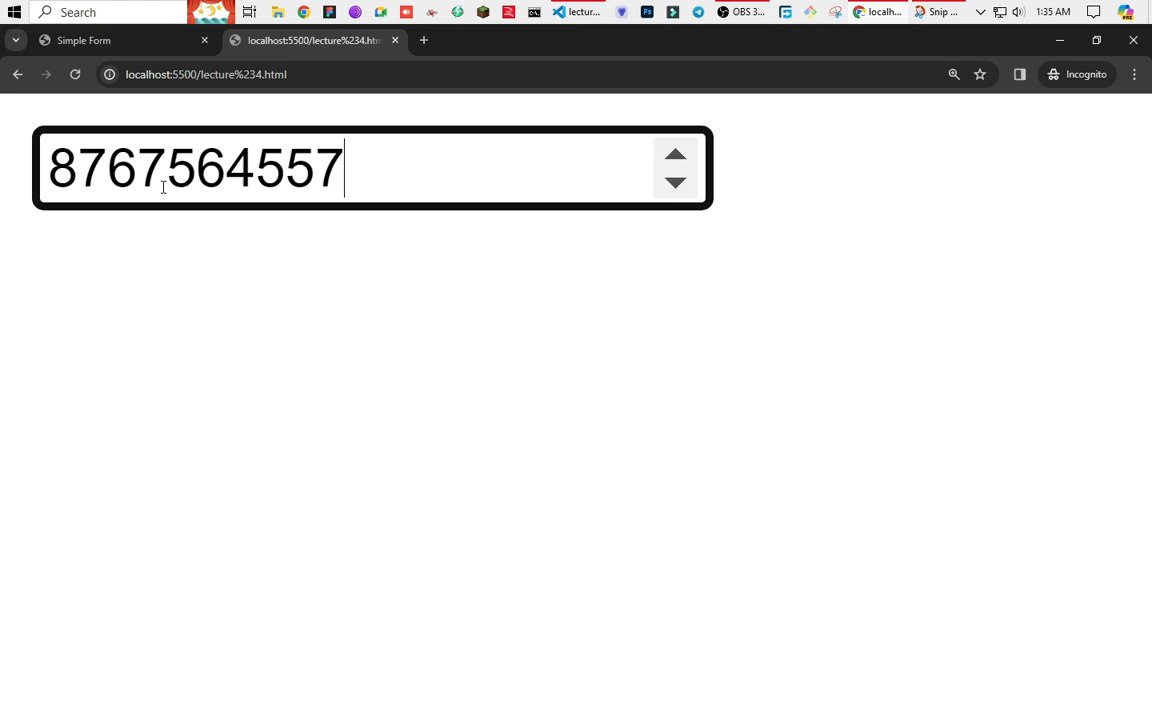 Search
lectur...
OBS 3...
localh...
Snip ...
1:35 AM
Simple Form
localhost:5500/lecture%234.htm
localhost:5500/lecture%234.html
Incognito
8767564557